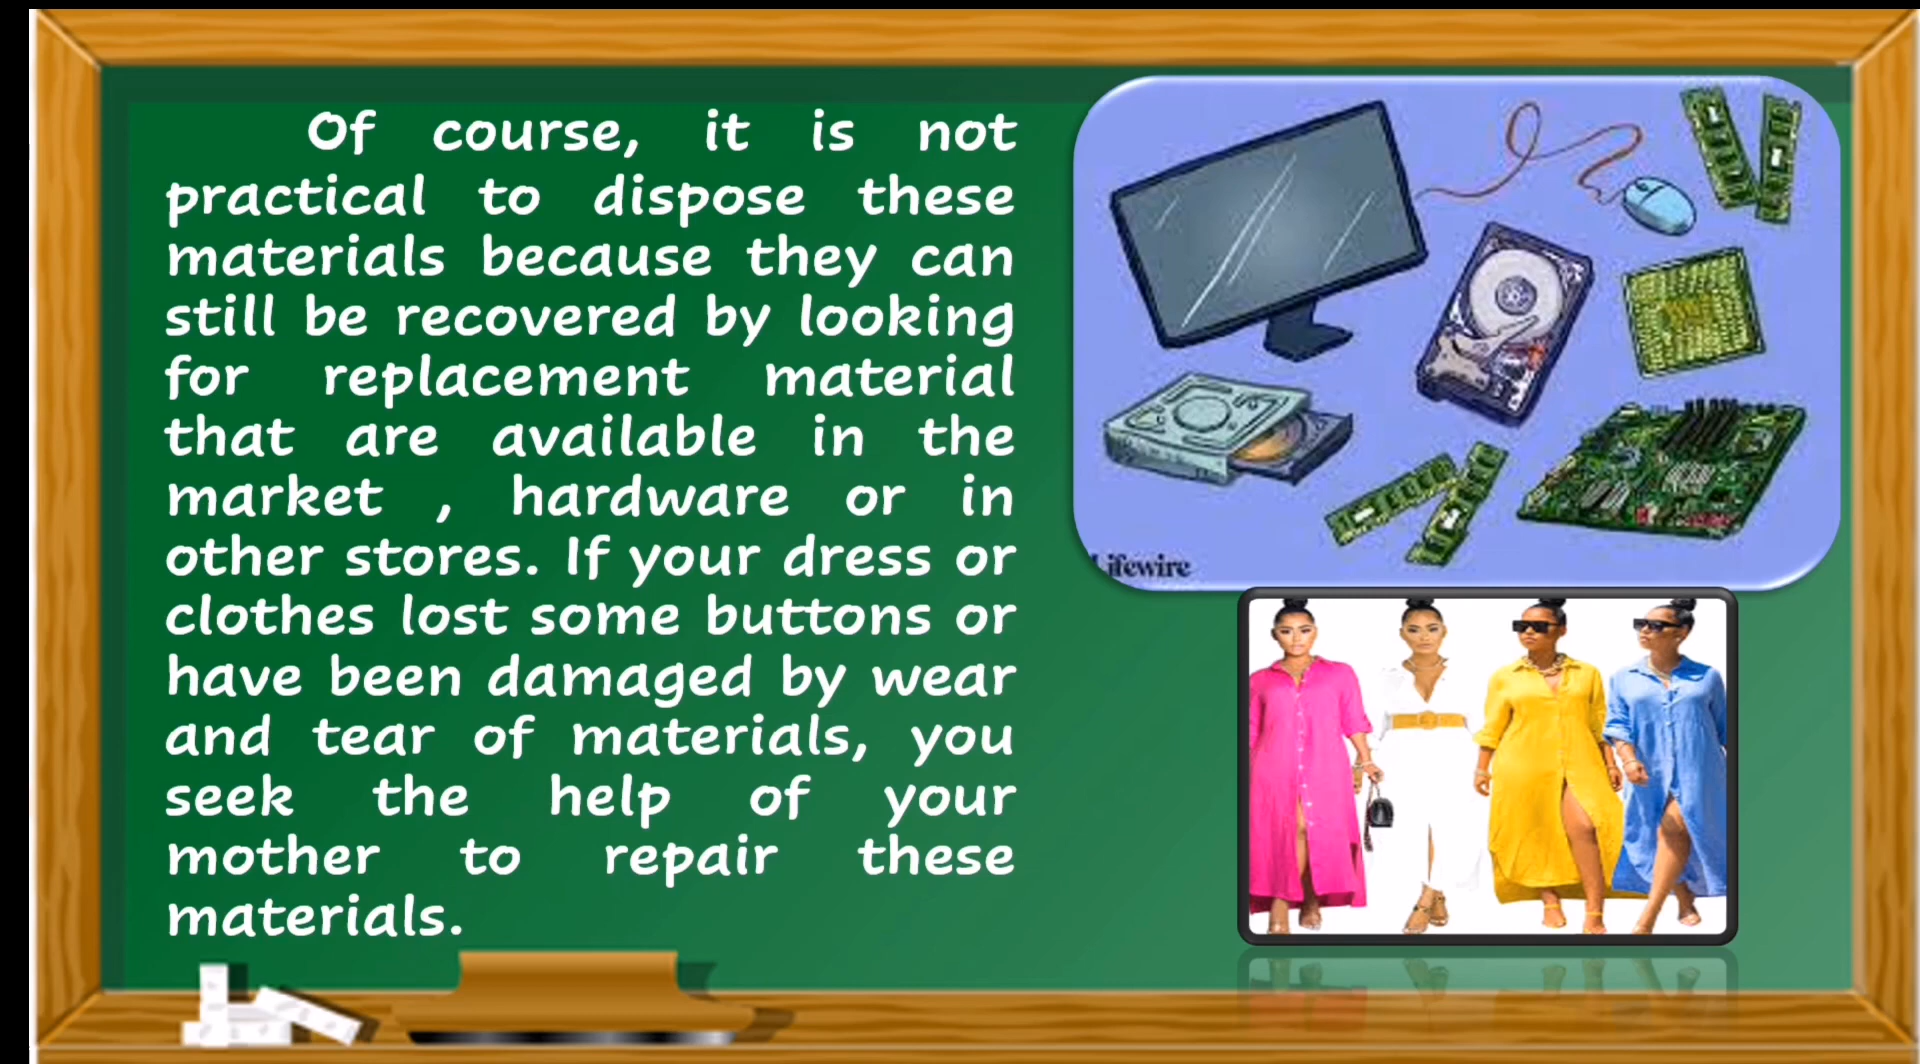 Of course, it is not
practical to dispose these
materials because they can
still be recovered by looking
for replacement material
that are available in the
market , hardware or in
other stores. If your dress or
clothes lost some buttons or
have been damaged by wear
and tear of materials, you
seek the help of your
mother to repair these
materials.
Lifewire